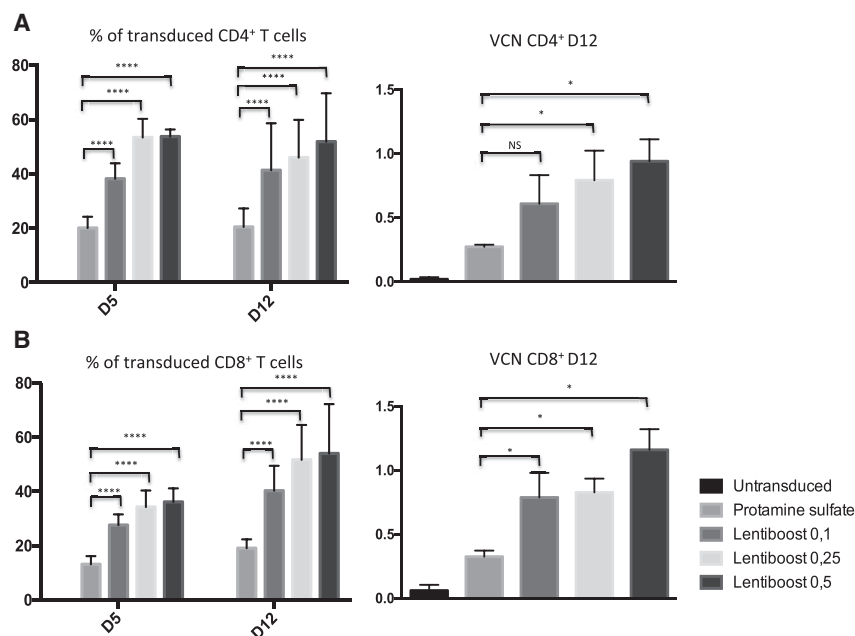 A
% of transduced CD4⁺ T cells
VCN CD4⁺ D12
80
60
40
20
0
****
****
****
****
****
****
D5
D12
1.5
1.0
0.5
0.0
*
*
NS
B
% of transduced CD8⁺ T cells
VCN CD8⁺ D12
80
60
40
20
0
****
****
****
****
****
****
D5
D12
1.5
1.0
0.5
0.0
*
*
*
Untransduced
Protamine sulfate
Lentiboost 0,1
Lentiboost 0,25
Lentiboost 0,5